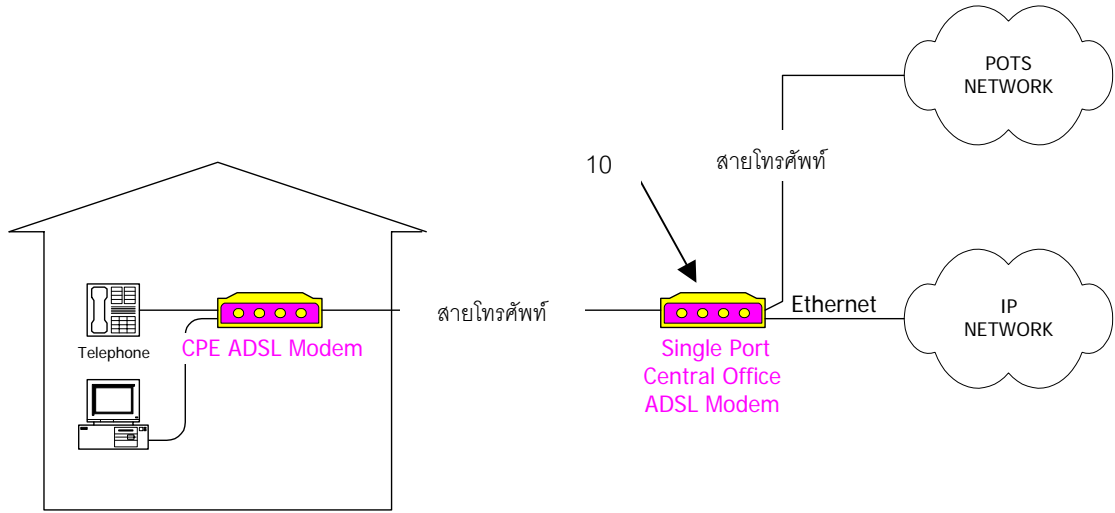 POTS
NETWORK
10
สายโทรศัพท์
สายโทรศัพท์
Ethernet
IP
NETWORK
Telephone
CPE ADSL Modem
Single Port
Central Office
ADSL Modem